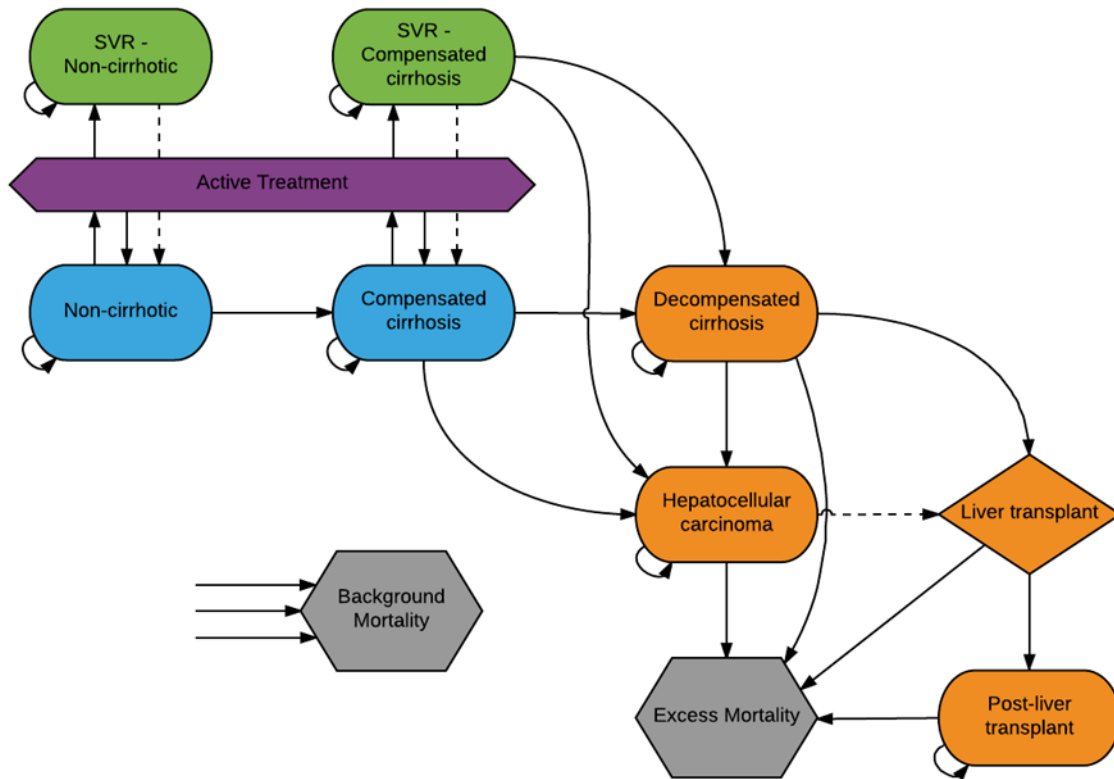 SVR -
Non-cirrhotic
SVR -
Compensated
cirrhosis
Active Treatment
Non-cirrhotic
Compensated
cirrhosis
Decompensated
cirrhosis
Hepatocellular
carcinoma
Liver transplant
Background
Mortality
Excess Mortality
Post-liver
transplant